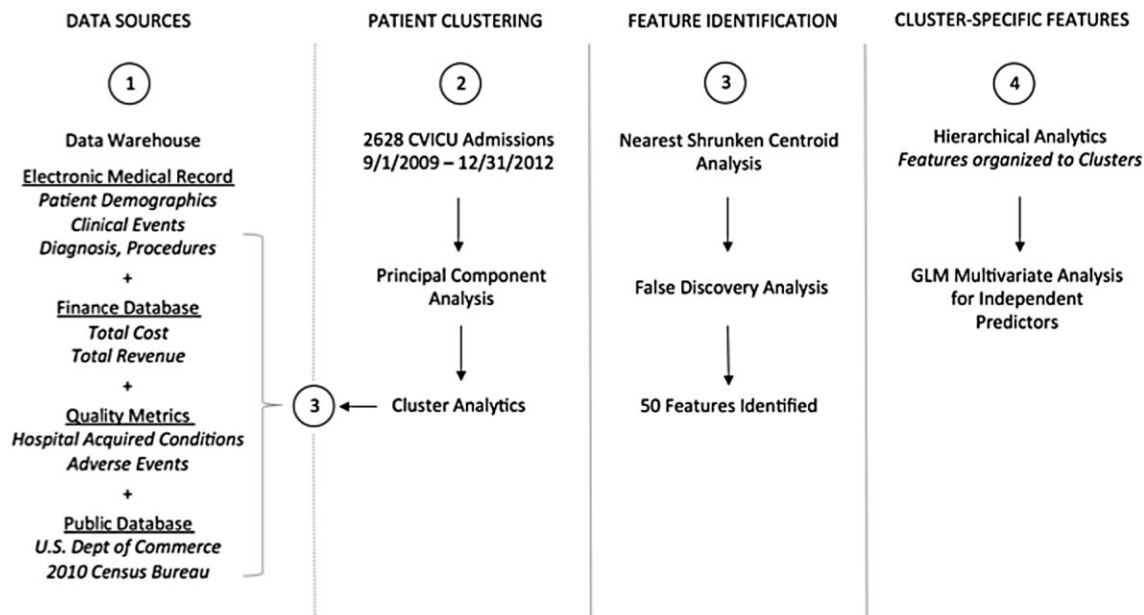 DATA SOURCES
1
Data Warehouse
Electronic Medical Record
Patient Demographics
Clinical Events
Diagnosis, Procedures
+
Finance Database
Total Cost
Total Revenue
+
Quality Metrics
Hospital Acquired Conditions
Adverse Events
+
Public Database
U.S. Dept of Commerce
2010 Census Bureau
3
PATIENT CLUSTERING
2
2628 CVICU Admissions
9/1/2009 – 12/31/2012
Principal Component
Analysis
Cluster Analytics
FEATURE IDENTIFICATION
3
Nearest Shrunken Centroid
Analysis
False Discovery Analysis
50 Features Identified
CLUSTER-SPECIFIC FEATURES
4
Hierarchical Analytics
Features organized to Clusters
GLM Multivariate Analysis
for Independent
Predictors